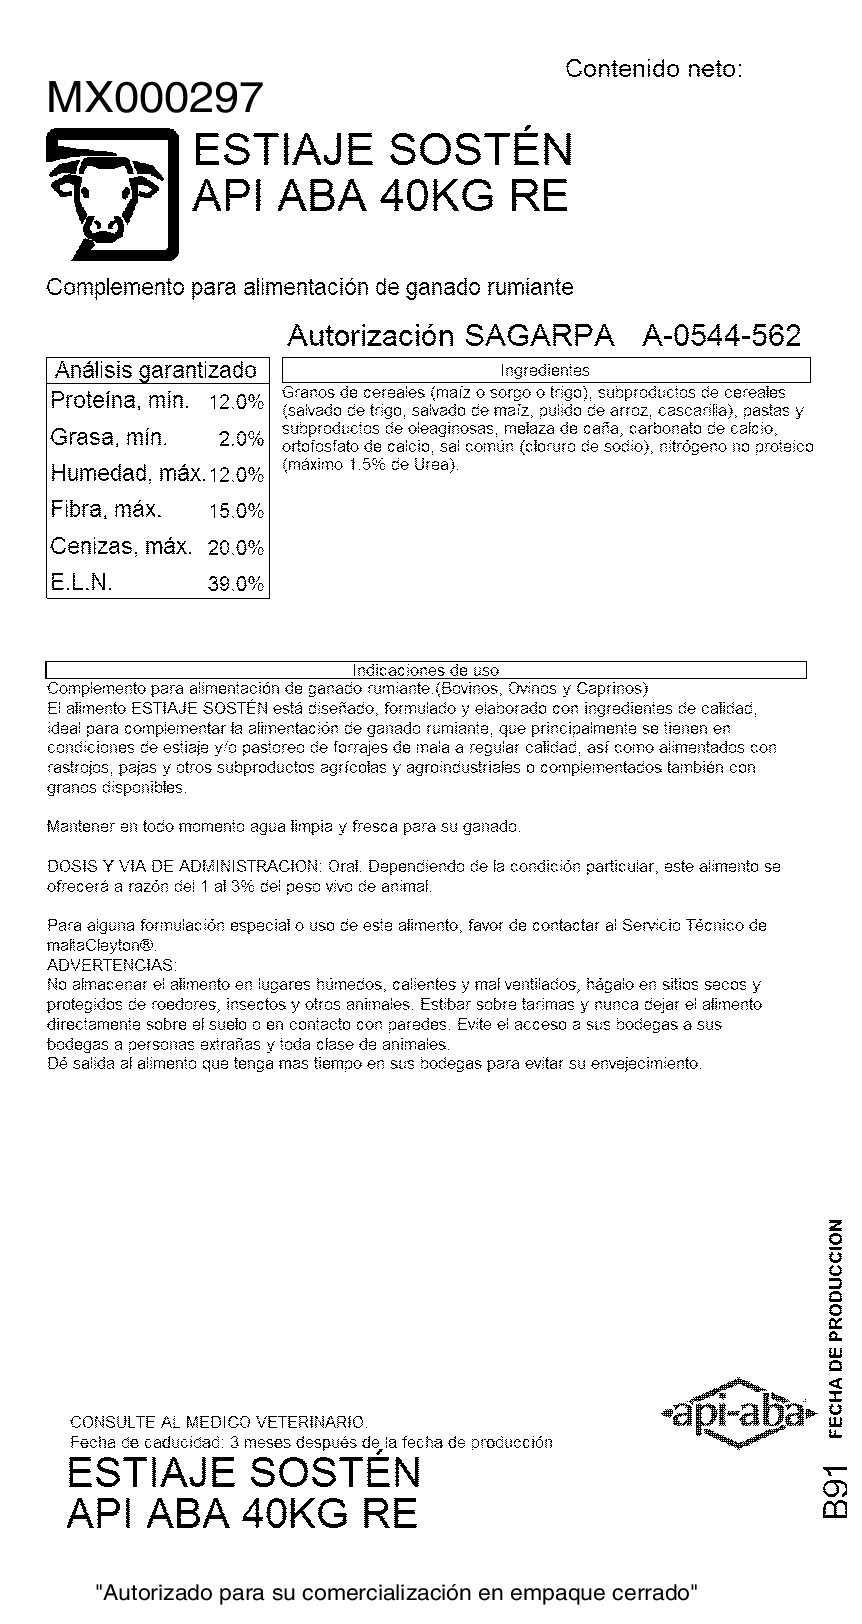 Contenido neto:
MX000297
ESTIAJE SOSTÉN
API ABA 40KG RE
Complemento para alimentación de ganado rumiante
Autorización SAGARPA A-0544-562
Análisis garantizado
Proteína, mín. 12.0%
Grasa, mín. 2.0%
Humedad, máx. 12.0%
Fibra, máx. 15.0%
Cenizas, máx. 20.0%
E.L.N. 39.0%
Ingredientes
Granos de cereales (maíz o sorgo o trigo), subproductos de cereales
(salvado de trigo, salvado de maíz, pulido de arroz, cascarilla), pastas y
subproductos de oleaginosas, melaza de caña, carbonato de calcio,
ortofosfato de calcio, sal común (cloruro de sodio), nitrógeno no proteico
(máximo 1.5% de Urea).
Indicaciones de uso
Complemento para alimentación de ganado rumiante.(Bovinos, Ovinos y Caprinos)
El alimento ESTIAJE SOSTÉN está diseñado, formulado y elaborado con ingredientes de calidad,
ideal para complementar la alimentación de ganado rumiante, que principalmente se tienen en
condiciones de estiaje y/o pastoreo de forrajes de mala a regular calidad, así como alimentados con
rastrojos, pajas y otros subproductos agrícolas y agroindustriales o complementados también con
granos disponibles.
Mantener en todo momento agua limpia y fresca para su ganado.
DOSIS Y VIA DE ADMINISTRACION: Oral. Dependiendo de la condición particular, este alimento se
ofrecerá a razón del 1 al 3% del peso vivo de animal.
Para alguna formulación especial o uso de este alimento, favor de contactar al Servicio Técnico de
maltaCleyton®.
ADVERTENCIAS:
No almacenar el alimento en lugares húmedos, calientes y mal ventilados, hágalo en sitios secos y
protegidos de roedores, insectos y otros animales. Estibar sobre tarimas y nunca dejar el alimento
directamente sobre el suelo o en contacto con paredes. Evite el acceso a sus bodegas a sus
bodegas a personas extrañas y toda clase de animales.
Dé salida al alimento que tenga mas tiempo en sus bodegas para evitar su envejecimiento.
FECHA DE PRODUCCION
B91
api-aba
CONSULTE AL MEDICO VETERINARIO.
Fecha de caducidad: 3 meses después de la fecha de producción
ESTIAJE SOSTÉN
API ABA 40KG RE
"Autorizado para su comercialización en empaque cerrado"